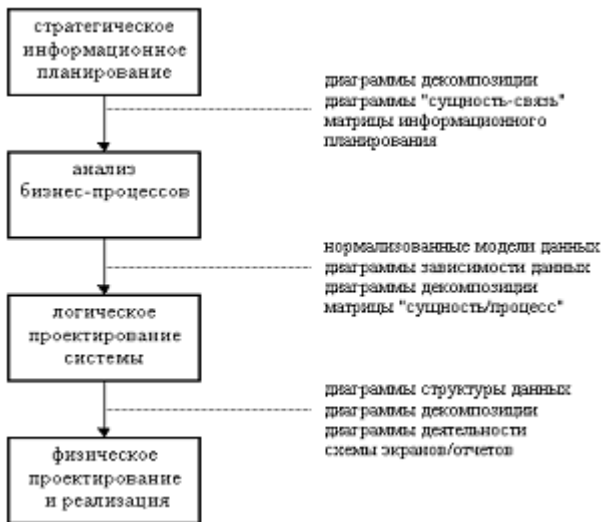 стратегическое
информационное
планирование
диаграммы декомпозиции
диаграммы "сущность-связь"
матрицы информационного
планирования
анализ
бизнес-процессов
нормализованные модели данных
диаграммы зависимости данных
диаграммы декомпозиции
матрицы "сущность/процесс"
логическое
проектирование
системы
диаграммы структуры данных
диаграммы декомпозиции
диаграммы деятельности
схемы экранов/отчетов
физическое
проектирование
и реализация